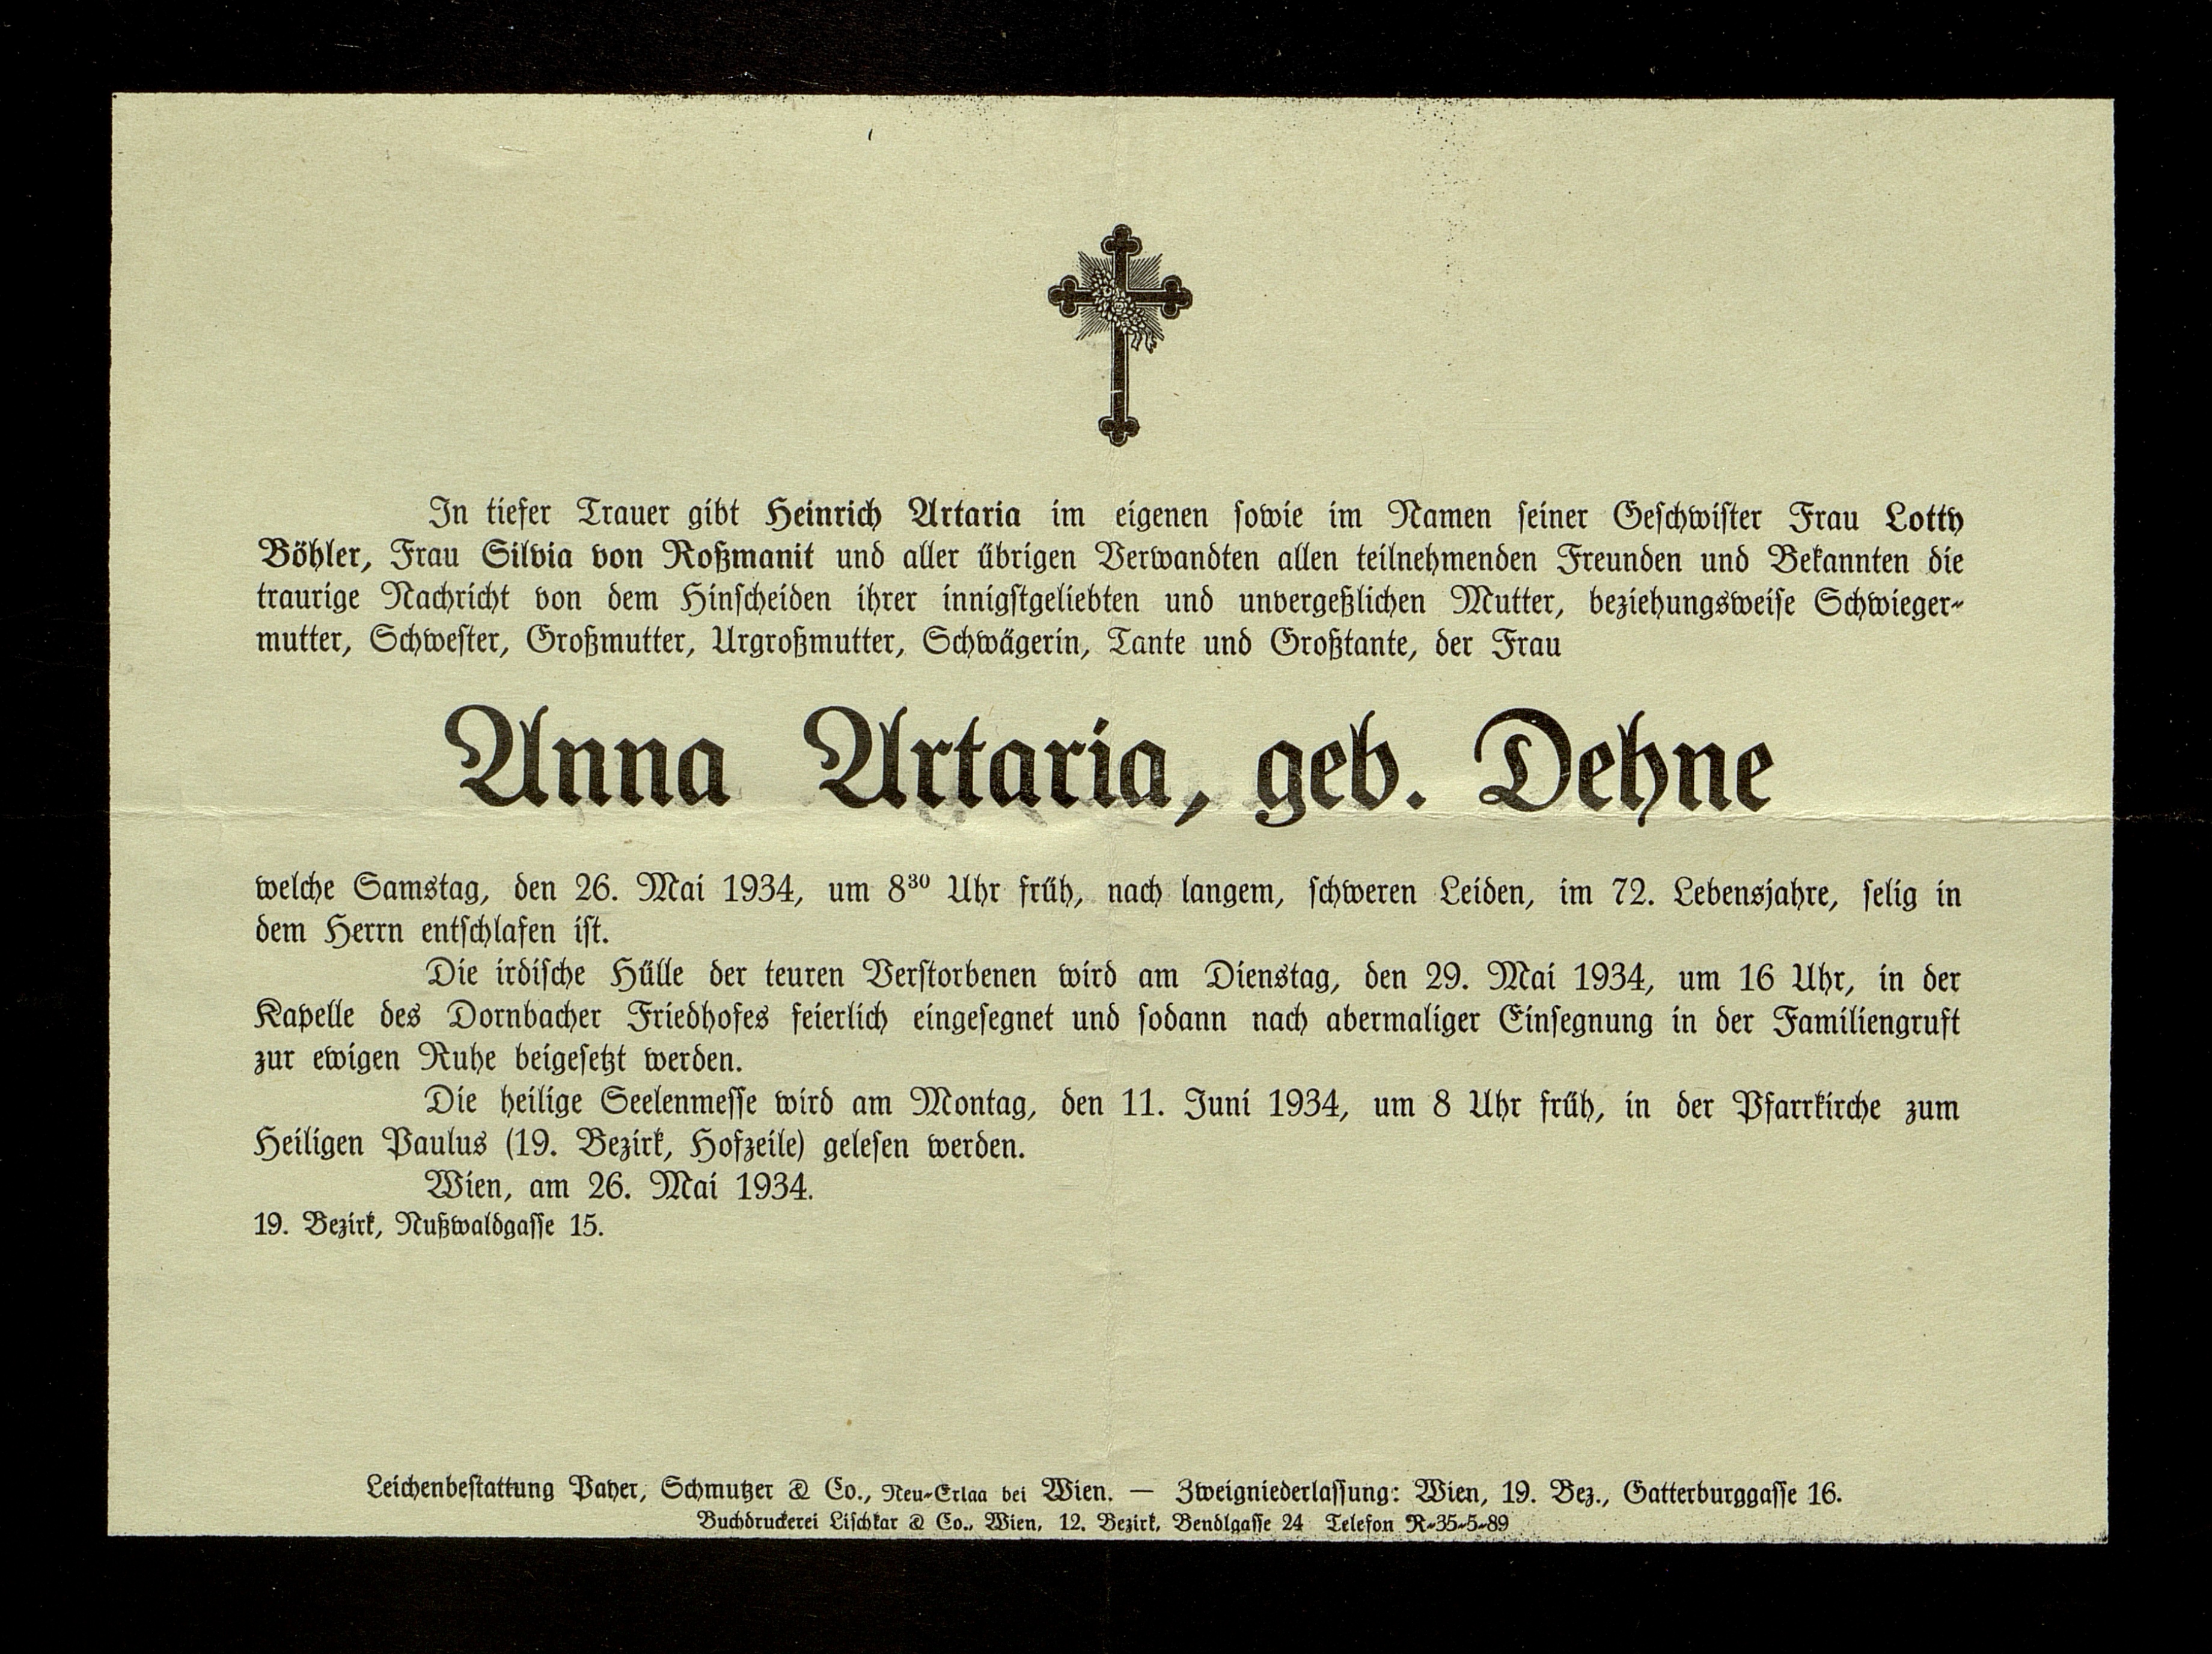 In tiefer Trauer gibt Heinrich Artaria im eigenen sowie im Namen seiner Geschwister Frau Lotty
Böhler, Frau Silvia von Roßmanit und aller übrigen Verwandten allen teilnehmenden Freunden und Bekannten die
traurige Nachricht von dem Hinscheiden ihrer innigstgeliebten und unvergeßlichen Mutter, beziehungsweise Schwieger-
mutter, Schwester, Großmutter, Urgroßmutter, Schwägerin, Tante und Großtante, der Frau
Anna Artaria, geb. Dehne
welche Samstag, den 26. Mai 1934, um 8³⁰ Uhr früh, nach langem, schweren Leiden, im 72. Lebensjahre, selig in
dem Herrn entschlafen ist.
Die irdische Hülle der teuren Verstorbenen wird am Dienstag, den 29. Mai 1934, um 16 Uhr, in der
Kapelle des Dornbacher Friedhofes feierlich eingesegnet und sodann nach abermaliger Einsegnung in der Familiengruft
zur ewigen Ruhe beigesetzt werden.
Die heilige Seelenmesse wird am Montag, den 11. Juni 1934, um 8 Uhr früh, in der Pfarrkirche zum
Heiligen Paulus (19. Bezirk, Hofzeile) gelesen werden.
Wien, am 26. Mai 1934.
19. Bezirk, Nußwaldgasse 15.
Leichenbestattung Payer, Schmutzer & Co., Neu-Erlaa bei Wien. — Zweigniederlassung: Wien, 19. Bez., Gatterburggasse 16.
Buchdruckerei Lischkar & Co., Wien, 12. Bezirk, Bendlgasse 24 Telefon R-35-5-89